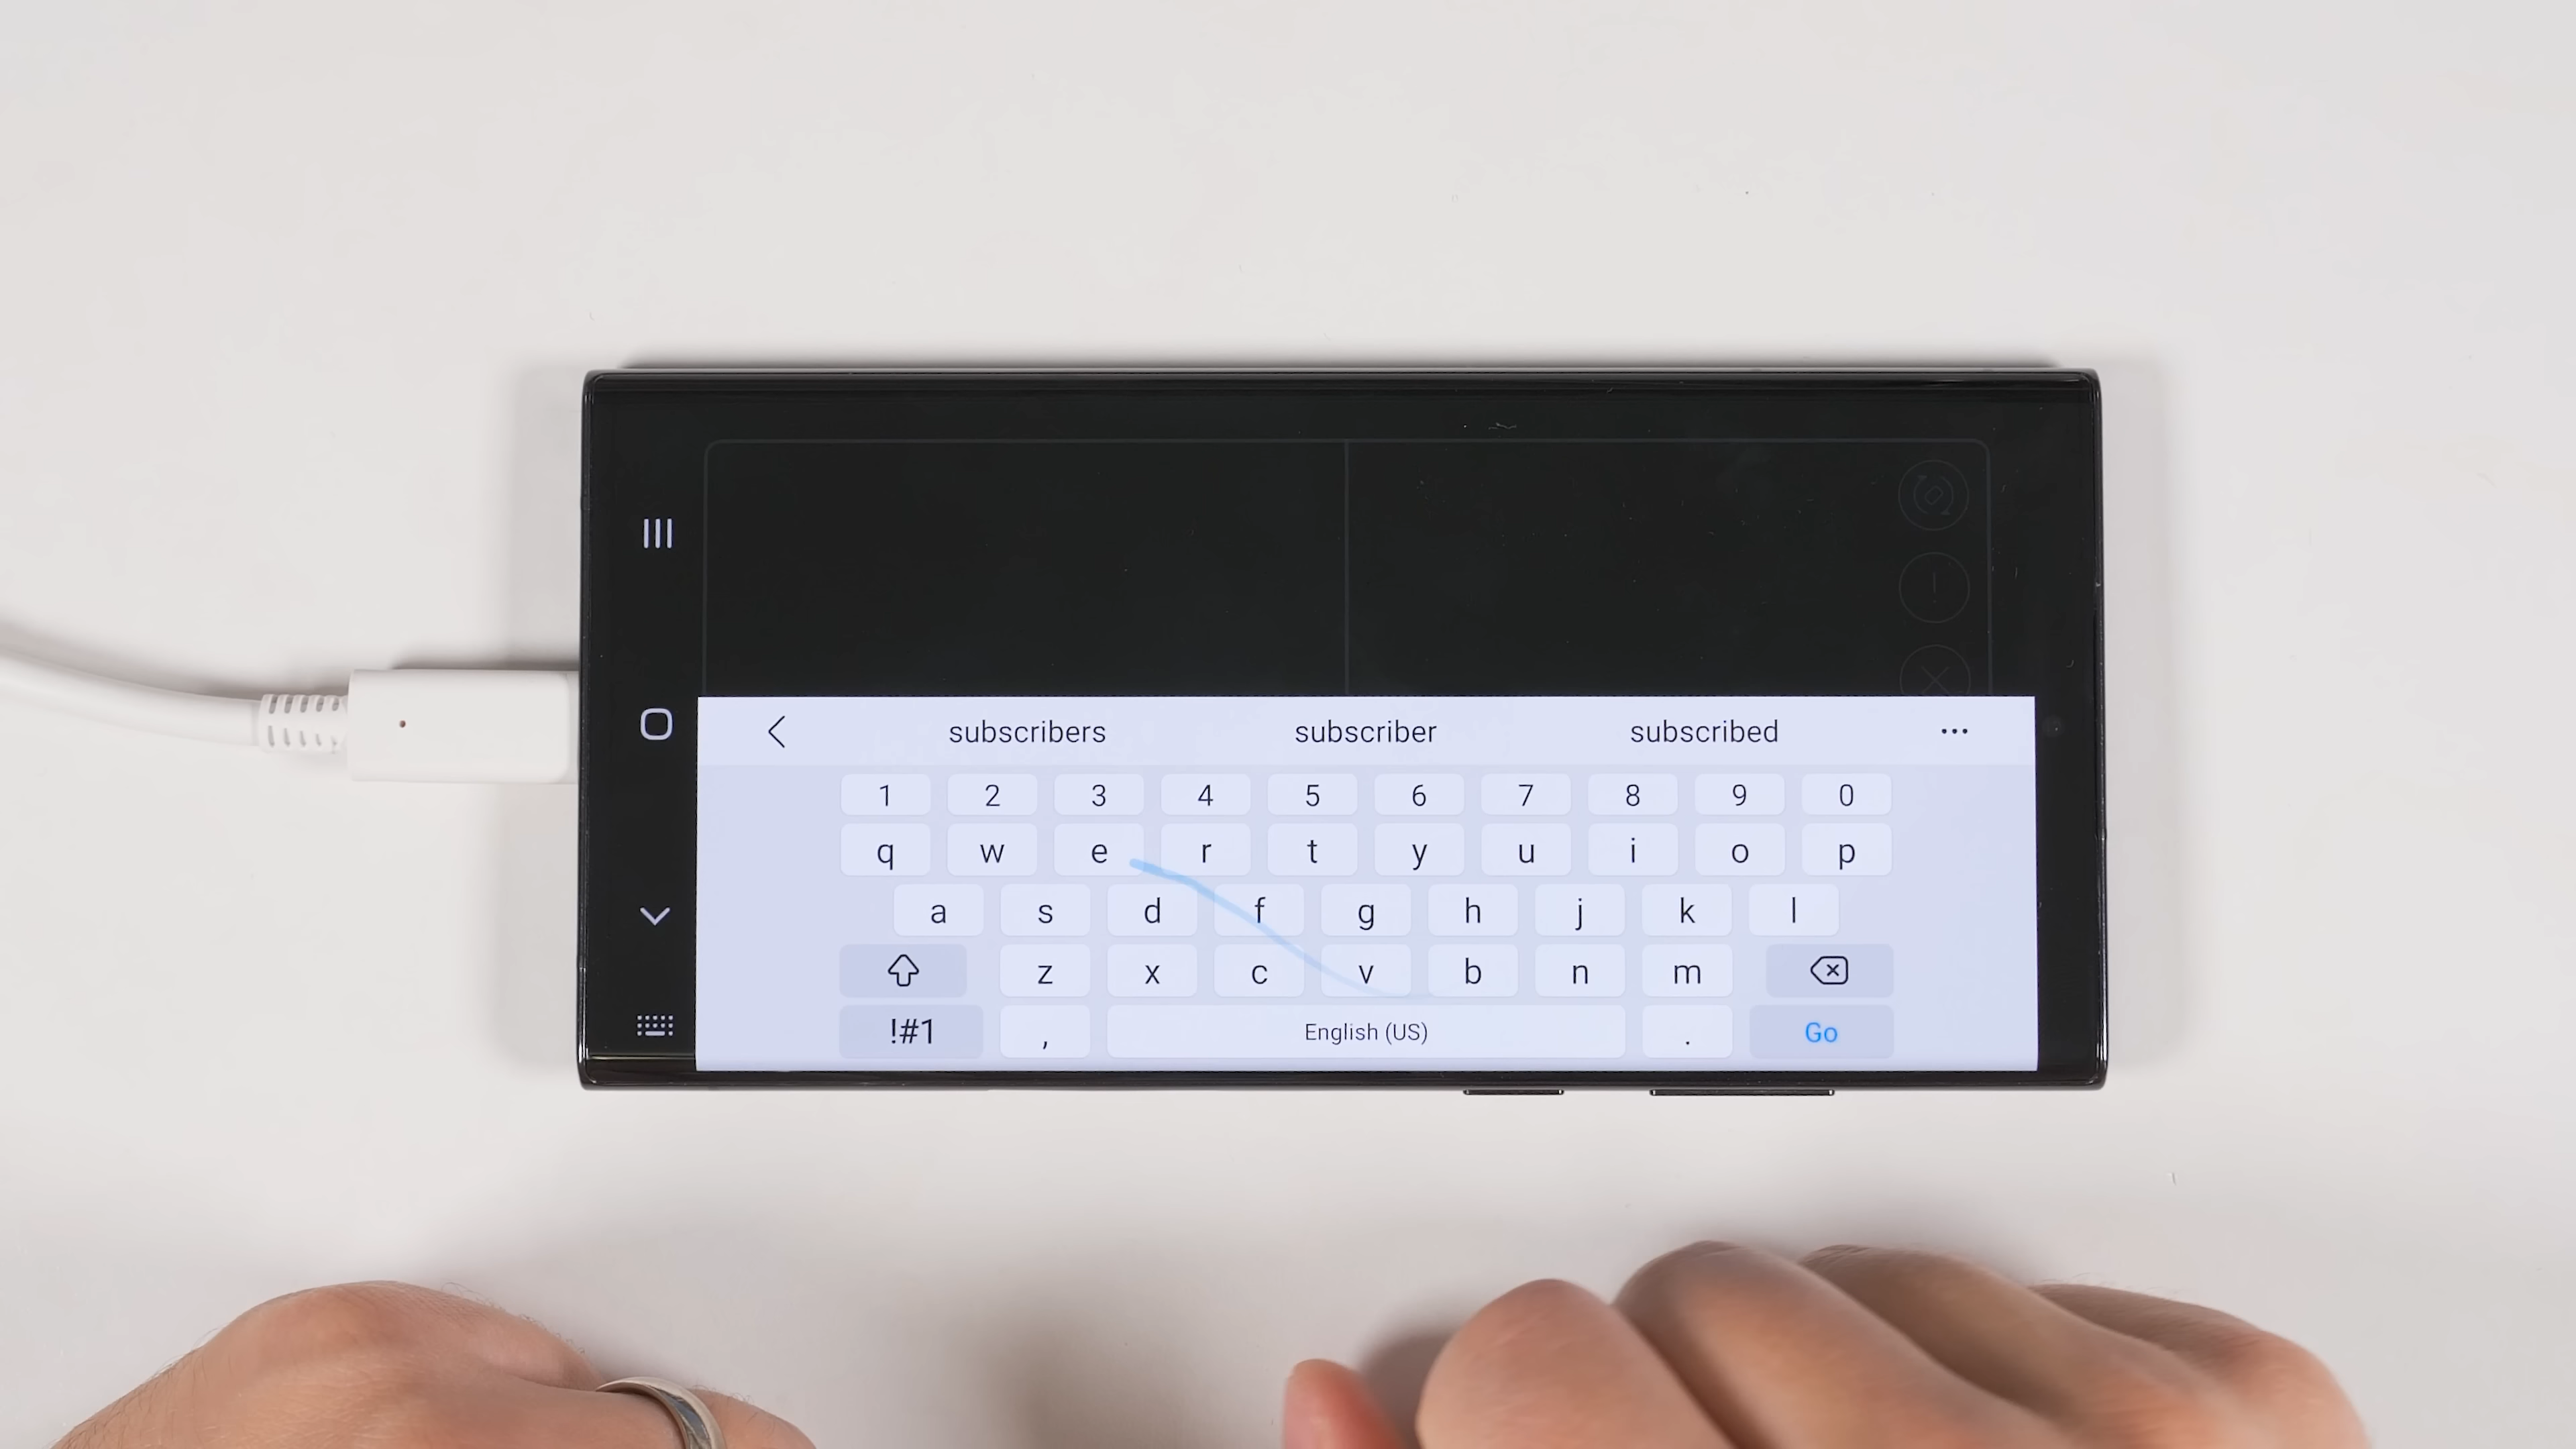 subscribers subscriber subscribed ...
1 2 3 4 5 6 7 8 9 0
q w e r t y u i o p
a s d f g h j k l
z x c v b n m
!#1 , English (US) . Go